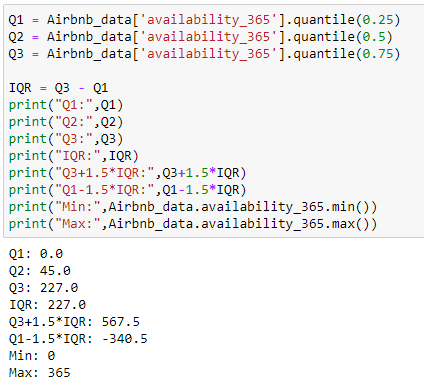 Q1 = Airbnb_data['availability_365'].quantile(0.25)
Q2 = Airbnb_data['availability_365'].quantile(0.5)
Q3 = Airbnb_data['availability_365'].quantile(0.75)
IQR = Q3 - Q1
print("Q1:",Q1)
print("Q2:",Q2)
print("Q3:",Q3)
print("IQR:",IQR)
print("Q3+1.5*IQR:",Q3+1.5*IQR)
print("Q1-1.5*IQR:",Q1-1.5*IQR)
print("Min:",Airbnb_data.availability_365.min())
print("Max:",Airbnb_data.availability_365.max())
Q1: 0.0
Q2: 45.0
Q3: 227.0
IQR: 227.0
Q3+1.5*IQR: 567.5
Q1-1.5*IQR: -340.5
Min: 0
Max: 365